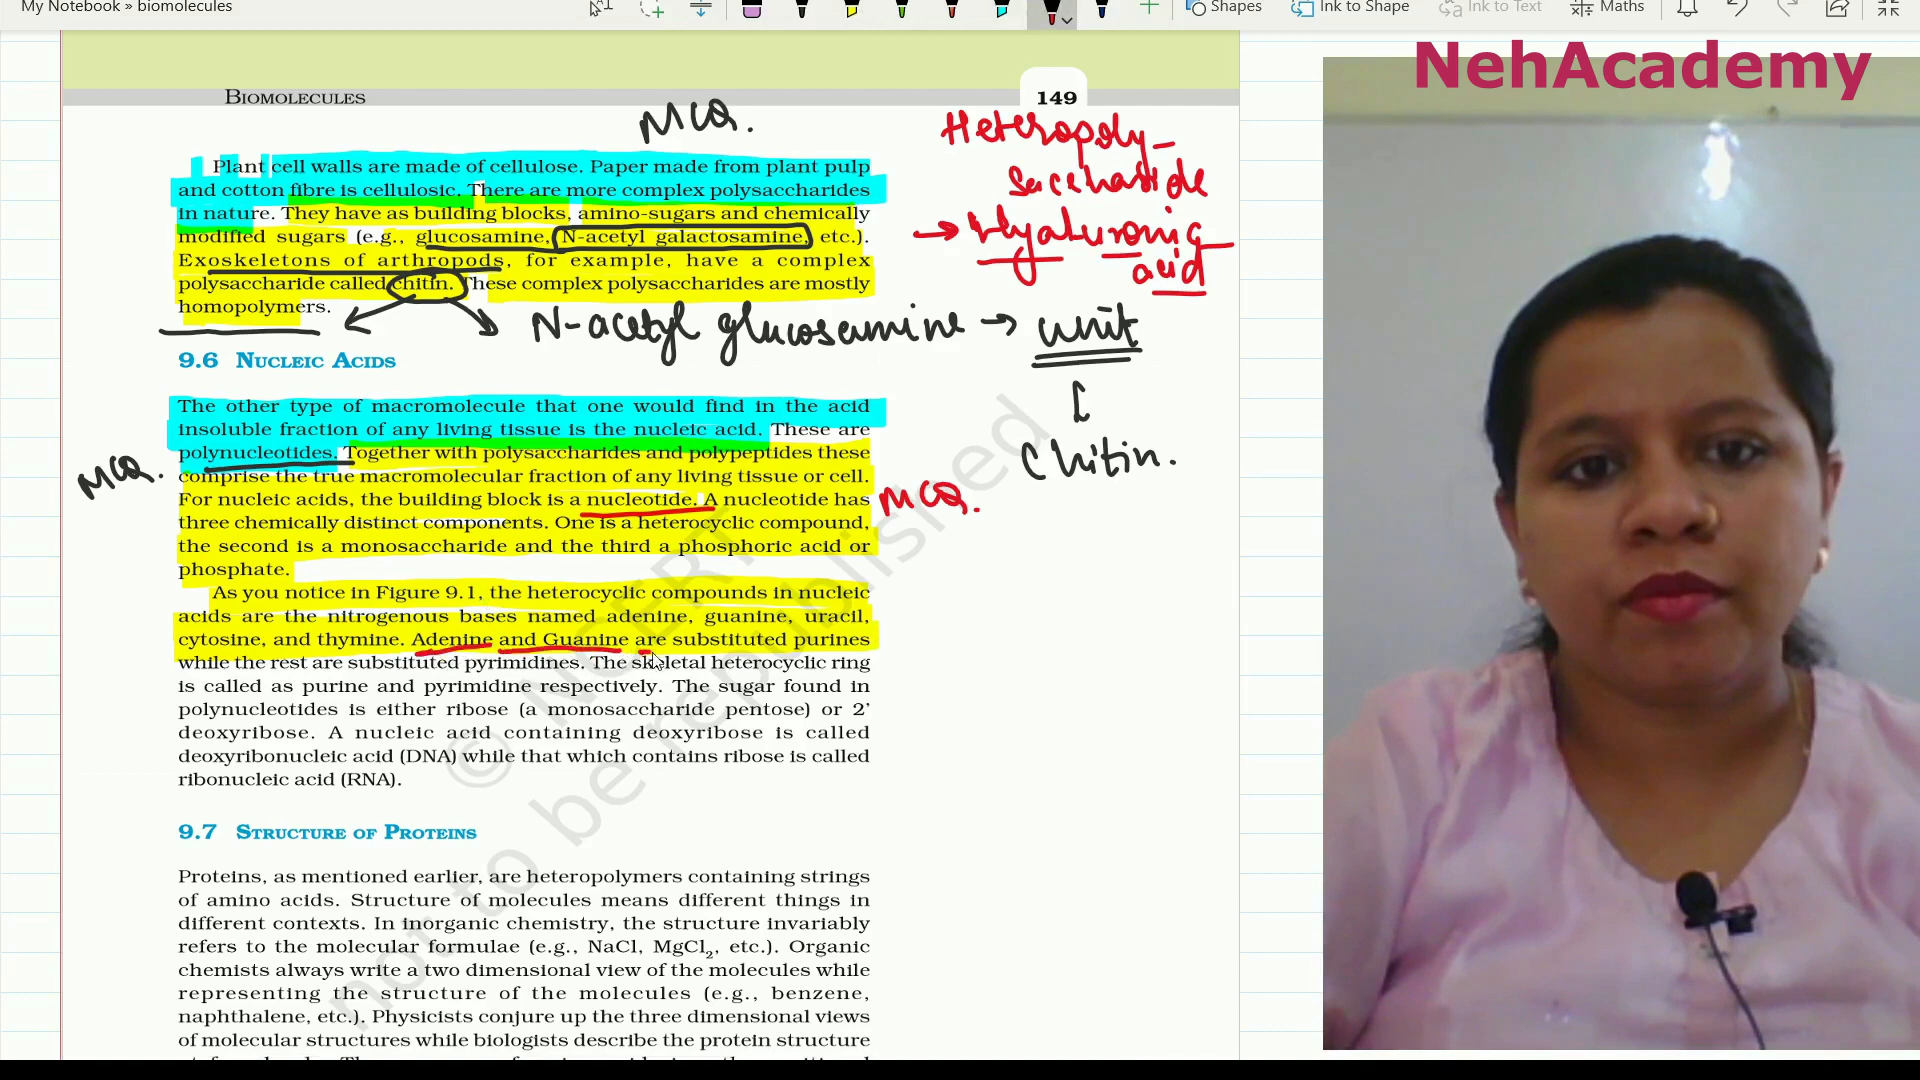 My Notebook » biomolecules
Shapes
Ink to Shape
Ink to Text
Maths
NehAcademy
BIOMOLECULES
149
MCQ.
Heteropoly-
saccharide
→ Hyaluronic
acid
Plant cell walls are made of cellulose. Paper made from plant pulp
and cotton fibre is cellulosic. There are more complex polysaccharides
in nature. They have as building blocks, amino-sugars and chemically
modified sugars (e.g., glucosamine, N-acetyl galactosamine, etc.).
Exoskeletons of arthropods, for example, have a complex
polysaccharide called chitin. These complex polysaccharides are mostly
homopolymers.
N-acetyl glucosamine → unit
Chitin.
9.6 NUCLEIC ACIDS
The other type of macromolecule that one would find in the acid
insoluble fraction of any living tissue is the nucleic acid. These are
polynucleotides. Together with polysaccharides and polypeptides these
comprise the true macromolecular fraction of any living tissue or cell.
For nucleic acids, the building block is a nucleotide. A nucleotide has
three chemically distinct components. One is a heterocyclic compound,
the second is a monosaccharide and the third a phosphoric acid or
phosphate.
MCQ.
MCQ.
As you notice in Figure 9.1, the heterocyclic compounds in nucleic
acids are the nitrogenous bases named adenine, guanine, uracil,
cytosine, and thymine. Adenine and Guanine are substituted purines
while the rest are substituted pyrimidines. The skeletal heterocyclic ring
is called as purine and pyrimidine respectively. The sugar found in
polynucleotides is either ribose (a monosaccharide pentose) or 2’
deoxyribose. A nucleic acid containing deoxyribose is called
deoxyribonucleic acid (DNA) while that which contains ribose is called
ribonucleic acid (RNA).
© NCERT
not to be republished
9.7 STRUCTURE OF PROTEINS
Proteins, as mentioned earlier, are heteropolymers containing strings
of amino acids. Structure of molecules means different things in
different contexts. In inorganic chemistry, the structure invariably
refers to the molecular formulae (e.g., NaCl, MgCl₂, etc.). Organic
chemists always write a two dimensional view of the molecules while
representing the structure of the molecules (e.g., benzene,
naphthalene, etc.). Physicists conjure up the three dimensional views
of molecular structures while biologists describe the protein structure